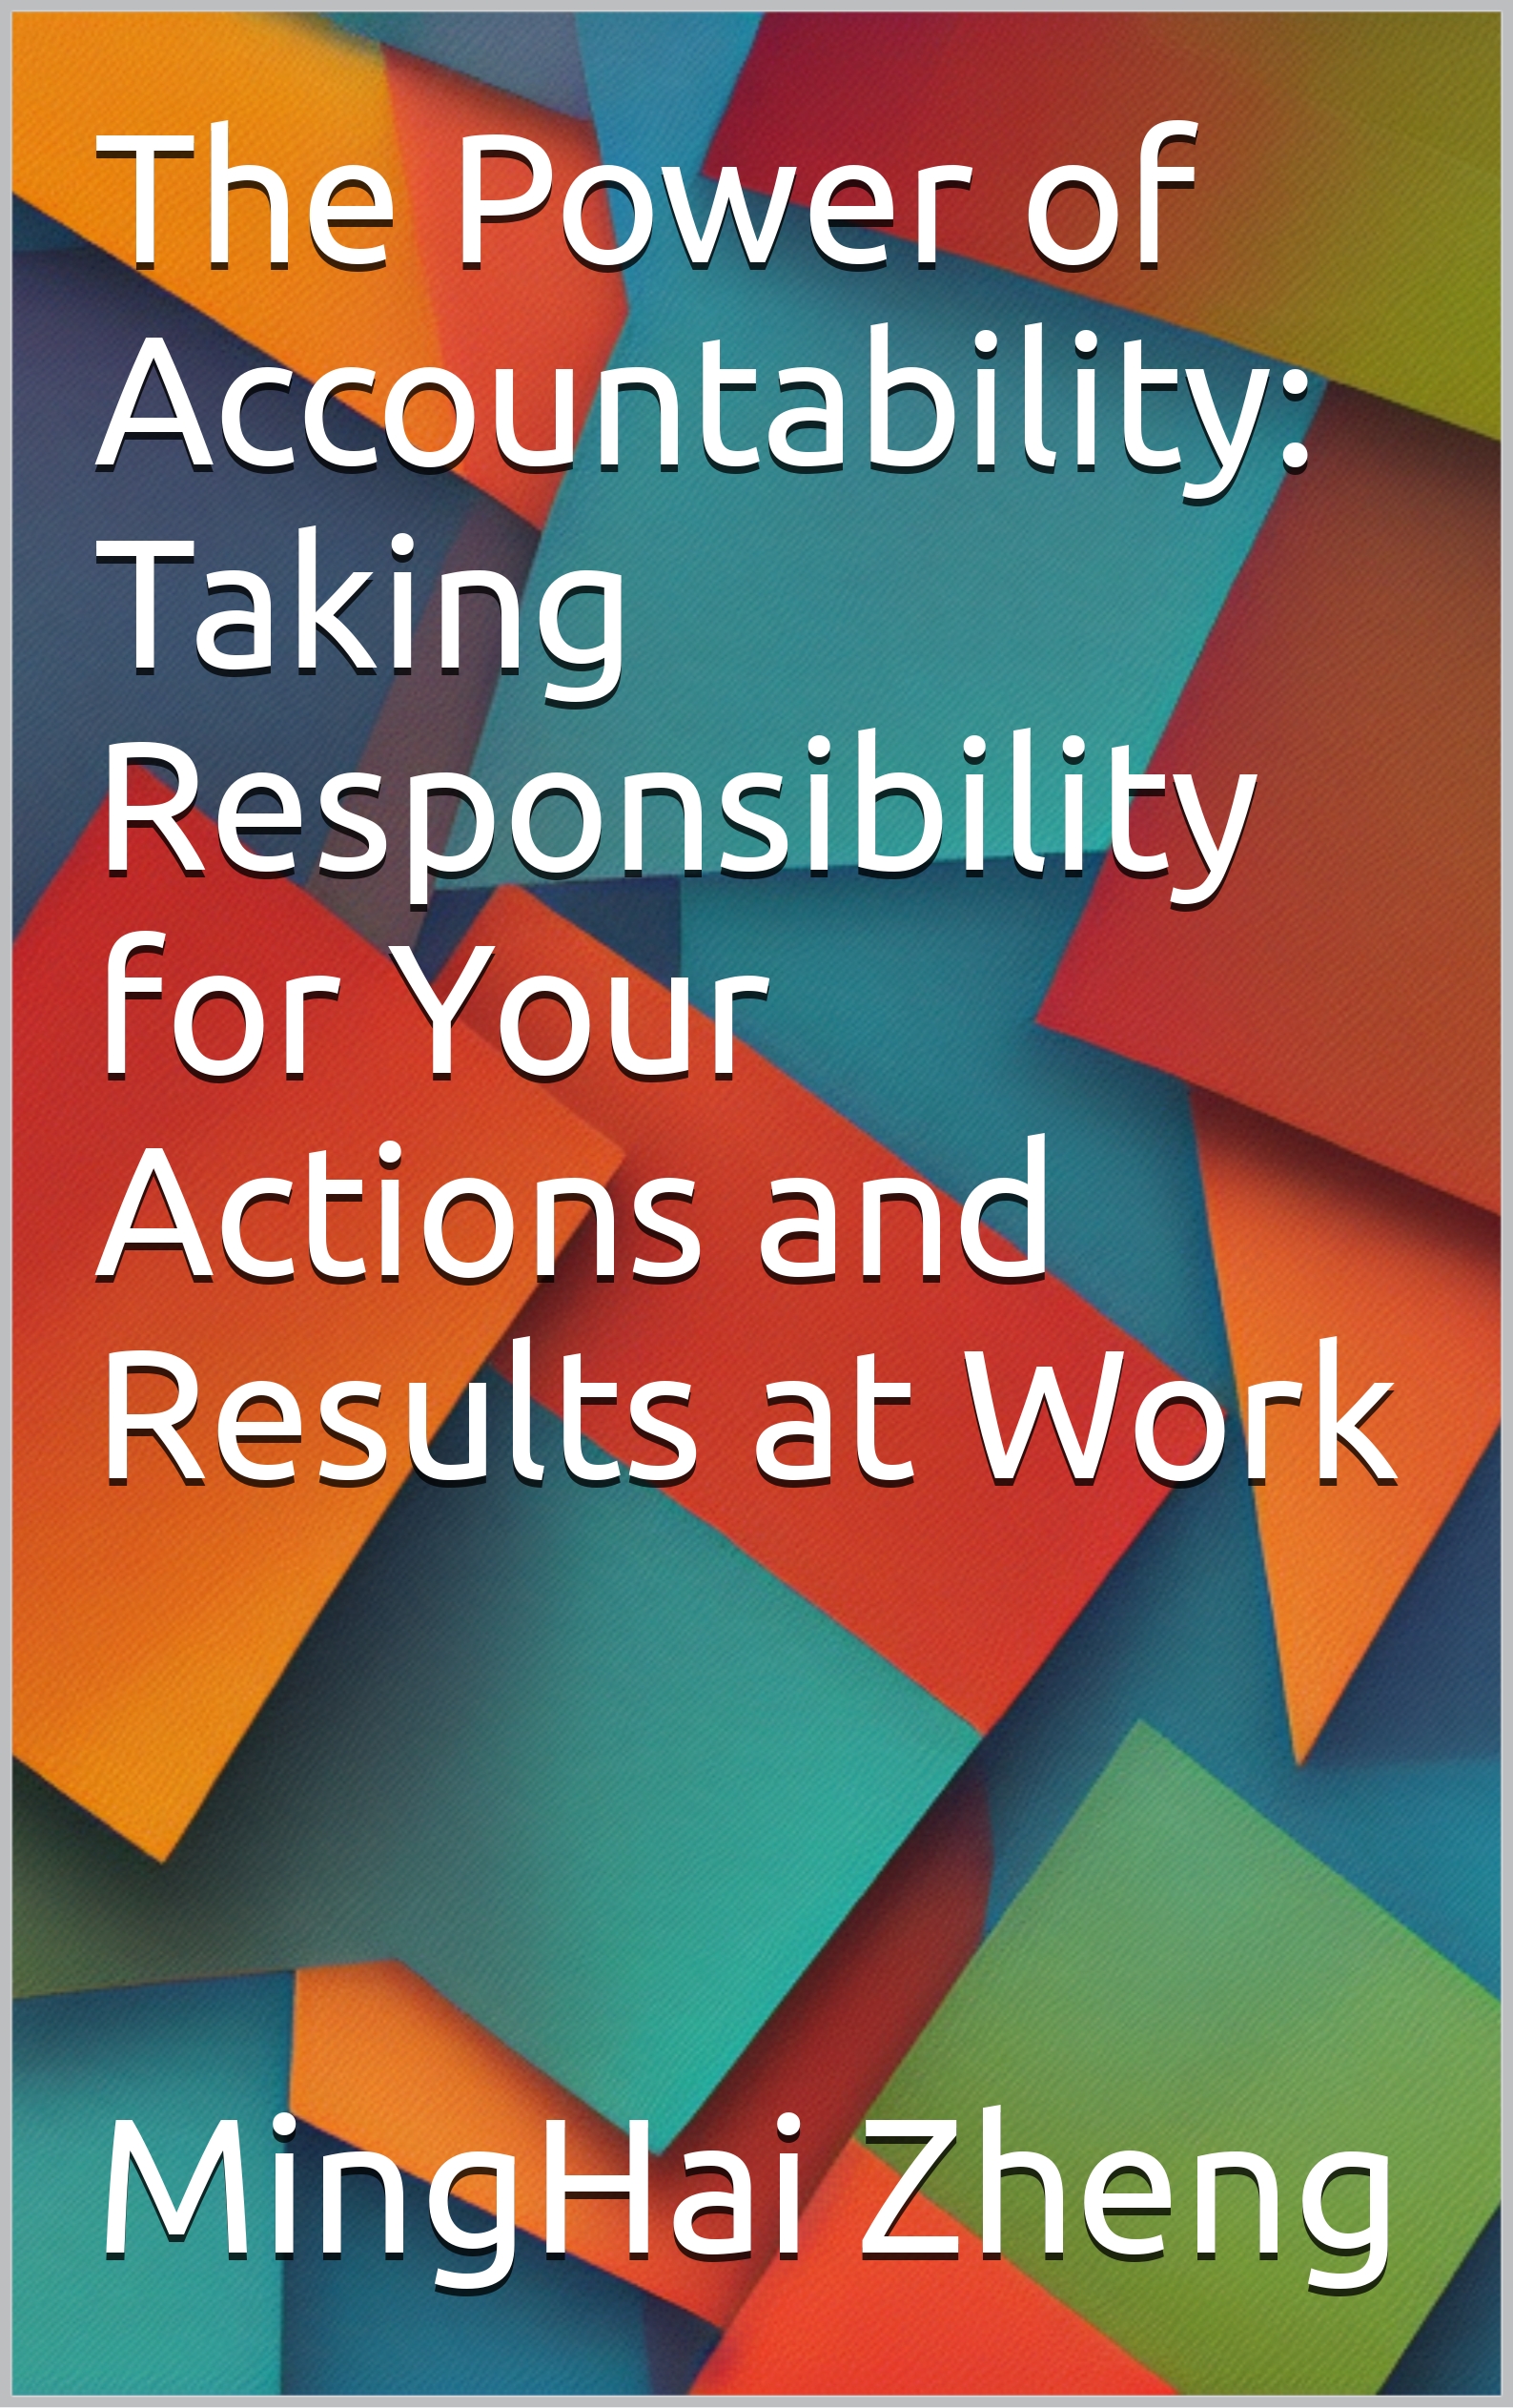 The Power of
Accountability:
Taking
Responsibility
for Your
Actions and
Results at Work
MingHai Zheng